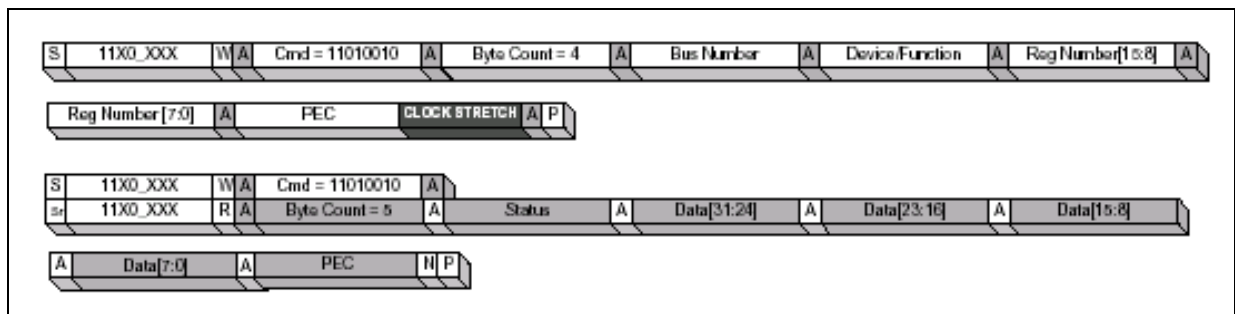 S 11X0_XXX W A Cmd = 11010010 A Byte Count = 4 A Bus Number A Device/Function A Reg Number[15:8] A
Reg Number [7:0] A PEC CLOCK STRETCH A P
S 11X0_XXX W A Cmd = 11010010 A
Sr 11X0_XXX R A Byte Count = 5 A Status A Data[31:24] A Data[23:16] A Data[15:8]
A Data[7:0] A PEC N P